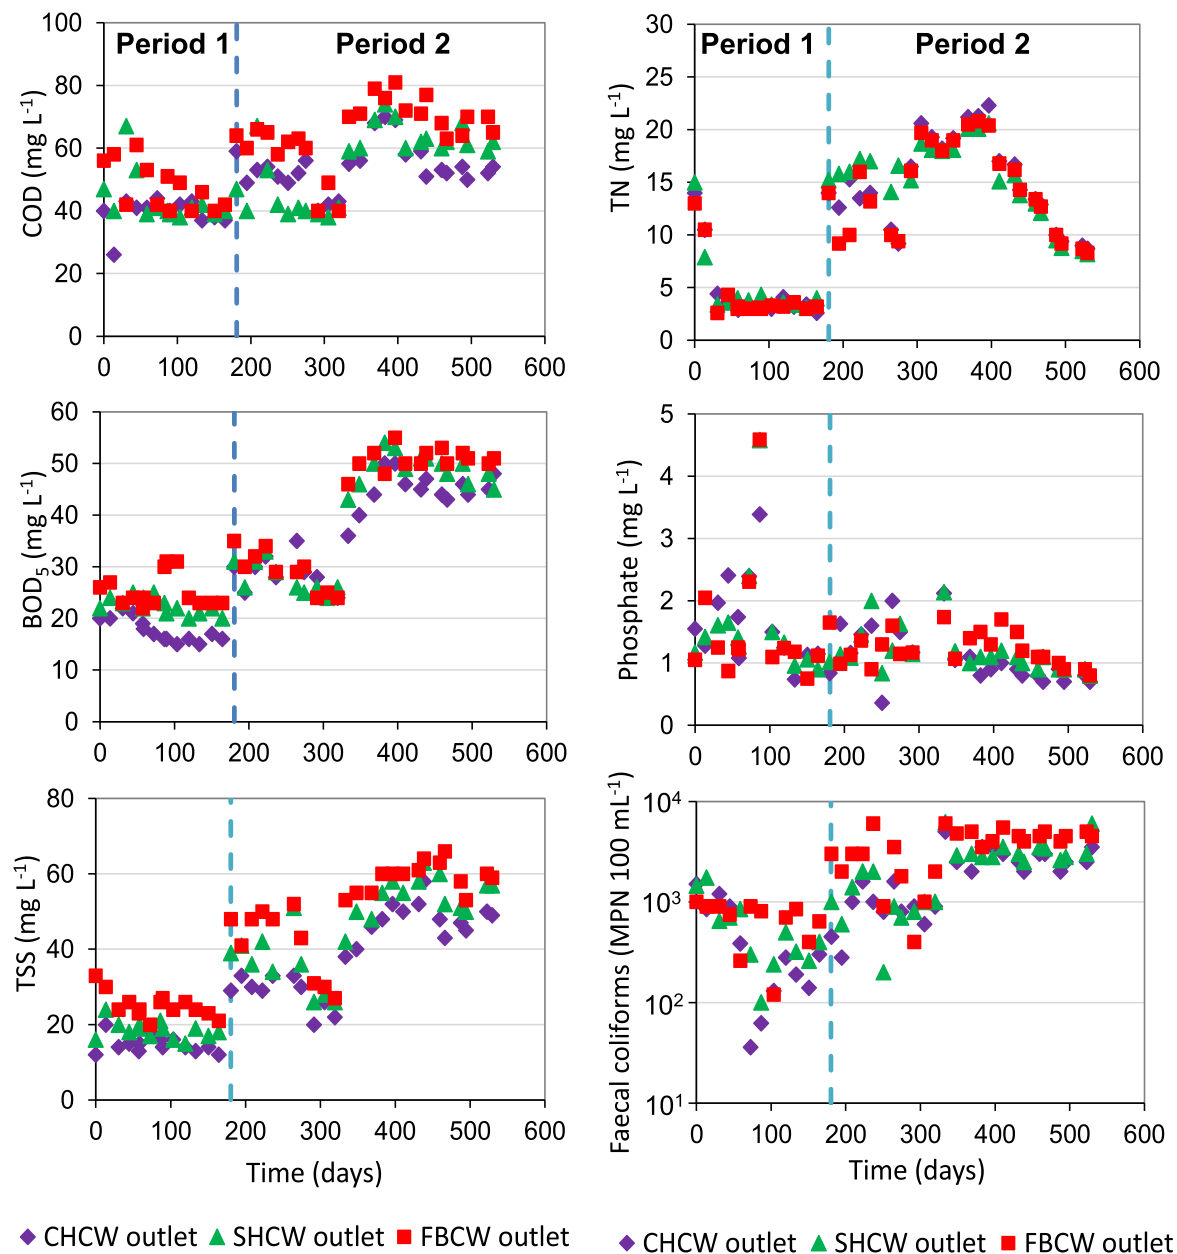 Period 1
Period 2
COD (mg L⁻¹)
100
80
60
40
20
0
0 100 200 300 400 500 600
Period 1
Period 2
TN (mg L⁻¹)
30
25
20
15
10
5
0
0 100 200 300 400 500 600
BOD₅ (mg L⁻¹)
60
50
40
30
20
10
0
0 100 200 300 400 500 600
Phosphate (mg L⁻¹)
5
4
3
2
1
0
0 100 200 300 400 500 600
TSS (mg L⁻¹)
80
60
40
20
0
0 100 200 300 400 500 600
Time (days)
Faecal coliforms (MPN 100 mL⁻¹)
10⁴
10³
10²
10¹
0 100 200 300 400 500 600
Time (days)
CHCW outlet SHCW outlet FBCW outlet
CHCW outlet SHCW outlet FBCW outlet